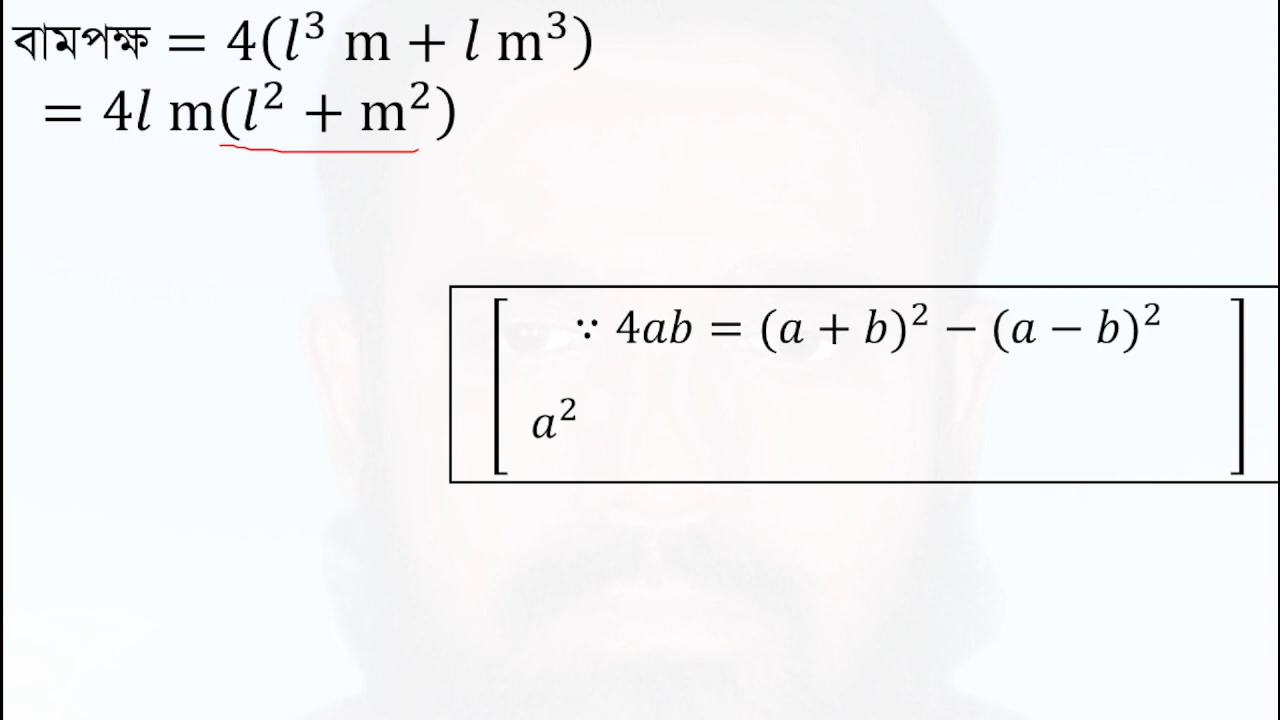 বামপক্ষ = 4(l³ m + l m³)
= 4l m(l² + m²)
∵ 4ab = (a + b)² − (a − b)²
a²